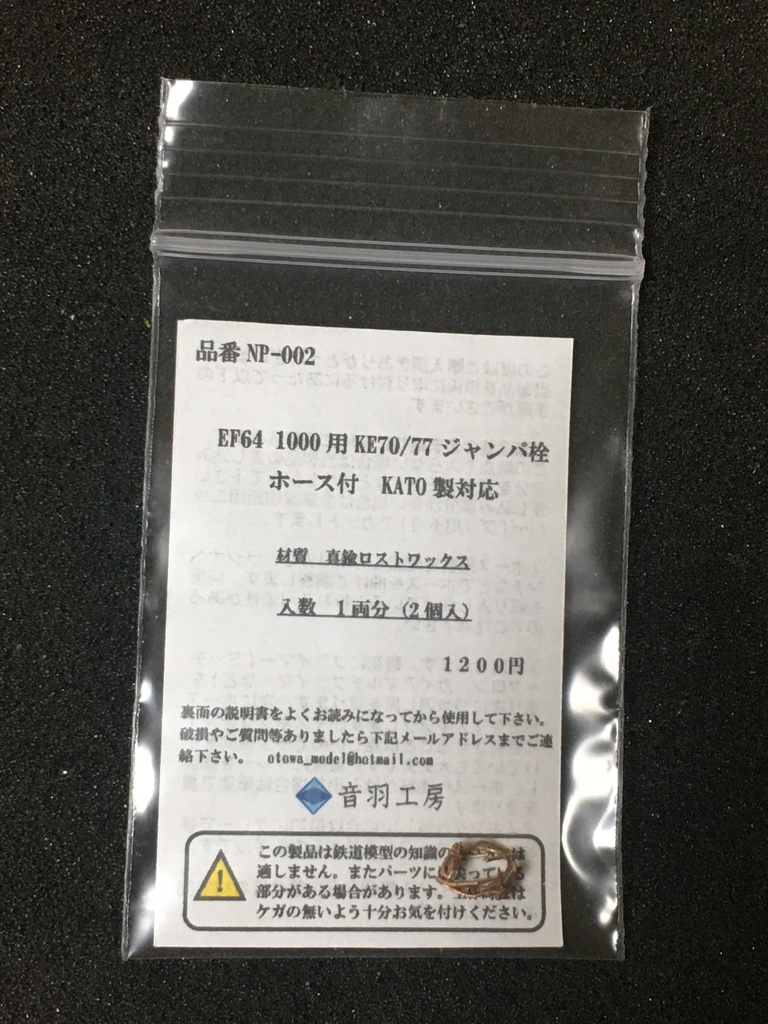 品番 NP-002
EF64 1000 用 KE70/77 ジャンパ栓
ホース付 KATO 製対応
材質 真鍮ロストワックス
入数 1両分（2個入）
1200円
裏面の説明書をよくお読みになってから使用して下さい。
破損やご質問等ありましたら下記メールアドレスまでご連
絡下さい。 otowa_model@hotmail.com
音羽工房
この製品は鉄道模型の知識の は
適しません。またパーツに 尖っている
部分がある場合があります。 は
ケガの無いよう十分お気を付けください。